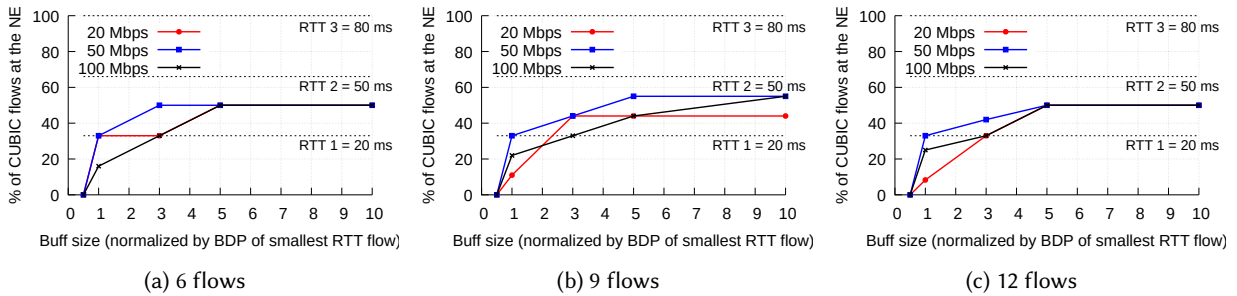 % of CUBIC flows at the NE
100
80
60
40
20
0
20 Mbps
50 Mbps
100 Mbps
RTT 3 = 80 ms
RTT 2 = 50 ms
RTT 1 = 20 ms
0 1 2 3 4 5 6 7 8 9 10
Buff size (normalized by BDP of smallest RTT flow)
(a) 6 flows
% of CUBIC flows at the NE
100
80
60
40
20
0
20 Mbps
50 Mbps
100 Mbps
RTT 3 = 80 ms
RTT 2 = 50 ms
RTT 1 = 20 ms
0 1 2 3 4 5 6 7 8 9 10
Buff size (normalized by BDP of smallest RTT flow)
(b) 9 flows
% of CUBIC flows at the NE
100
80
60
40
20
0
20 Mbps
50 Mbps
100 Mbps
RTT 3 = 80 ms
RTT 2 = 50 ms
RTT 1 = 20 ms
0 1 2 3 4 5 6 7 8 9 10
Buff size (normalized by BDP of smallest RTT flow)
(c) 12 flows